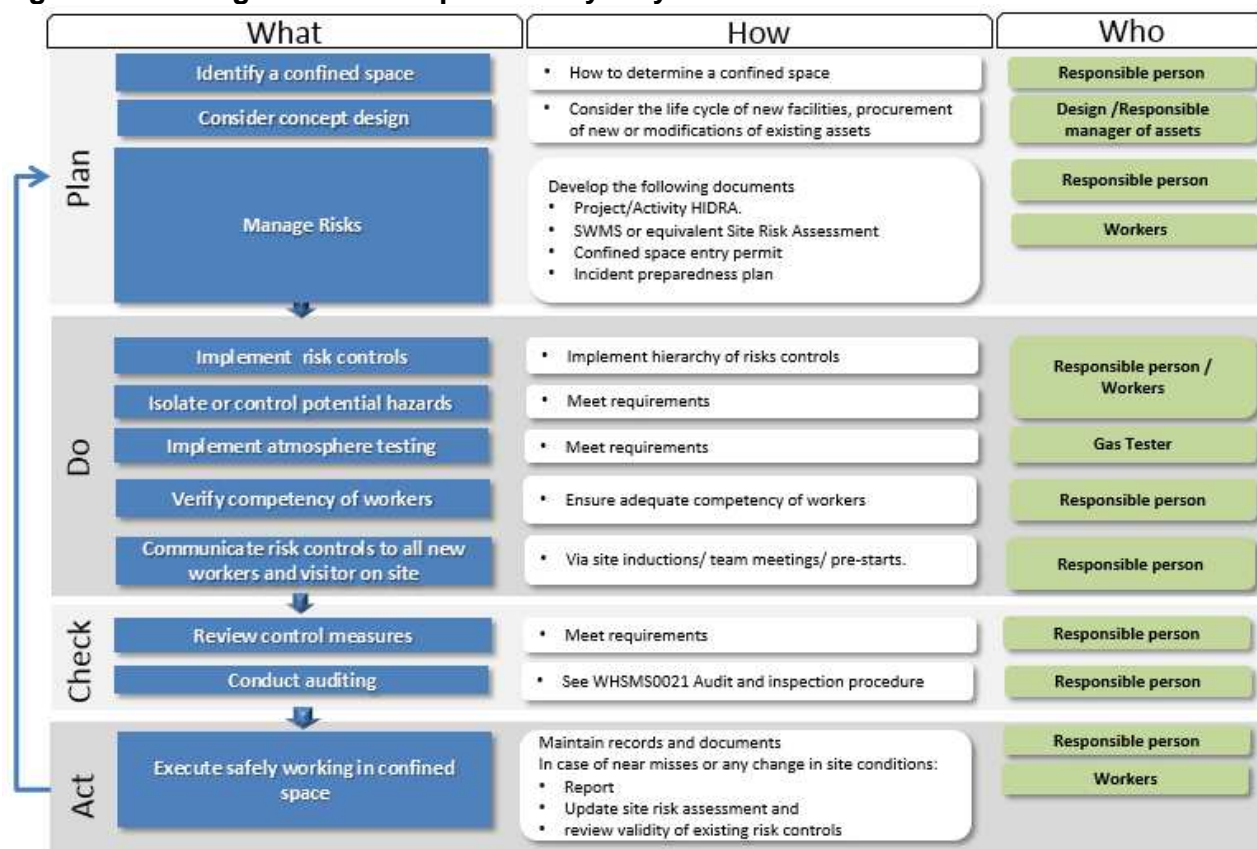 What
How
Who
Plan
Identify a confined space
• How to determine a confined space
Responsible person
Consider concept design
• Consider the life cycle of new facilities, procurement
of new or modifications of existing assets
Design /Responsible
manager of assets
Manage Risks
Develop the following documents
• Project/Activity HIDRA.
• SWMS or equivalent Site Risk Assessment
• Confined space entry permit
• Incident preparedness plan
Responsible person
Workers
Do
Implement risk controls
• Implement hierarchy of risks controls
Responsible person /
Workers
Isolate or control potential hazards
• Meet requirements
Implement atmosphere testing
• Meet requirements
Gas Tester
Verify competency of workers
• Ensure adequate competency of workers
Responsible person
Communicate risk controls to all new
workers and visitor on site
• Via site inductions/ team meetings/ pre-starts.
Responsible person
Check
Review control measures
• Meet requirements
Responsible person
Conduct auditing
• See WHSMS0021 Audit and inspection procedure
Responsible person
Act
Execute safely working in confined
space
Maintain records and documents
In case of near misses or any change in site conditions:
• Report
• Update site risk assessment and
• review validity of existing risk controls
Responsible person
Workers